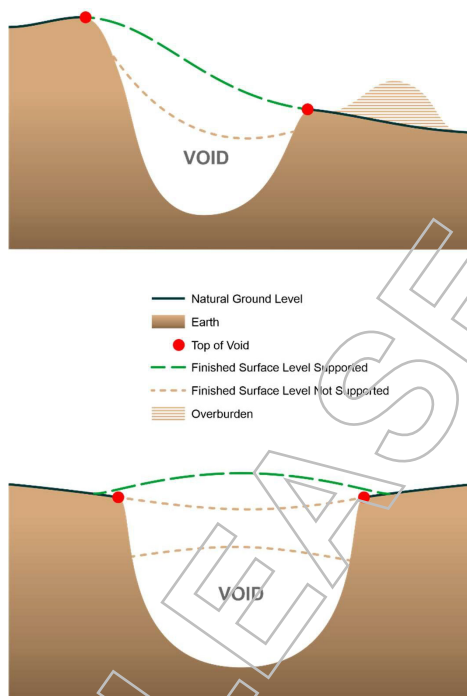 VOID
Natural Ground Level
Earth
Top of Void
Finished Surface Level Supported
Finished Surface Level Not Supported
Overburden
VOID
LEASE